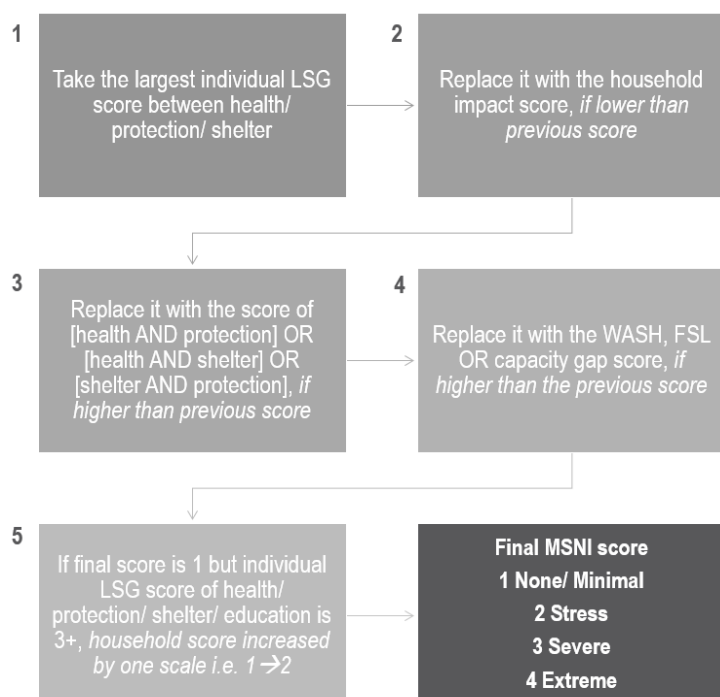 1
Take the largest individual LSG
score between health/
protection/ shelter
2
Replace it with the household
impact score, if lower than
previous score
3
Replace it with the score of
[health AND protection] OR
[health AND shelter] OR
[shelter AND protection], if
higher than previous score
4
Replace it with the WASH, FSL
OR capacity gap score, if
higher than the previous score
5
If final score is 1 but individual
LSG score of health/
protection/ shelter/ education is
3+, household score increased
by one scale i.e. 1→2
Final MSNI score
1 None/ Minimal
2 Stress
3 Severe
4 Extreme